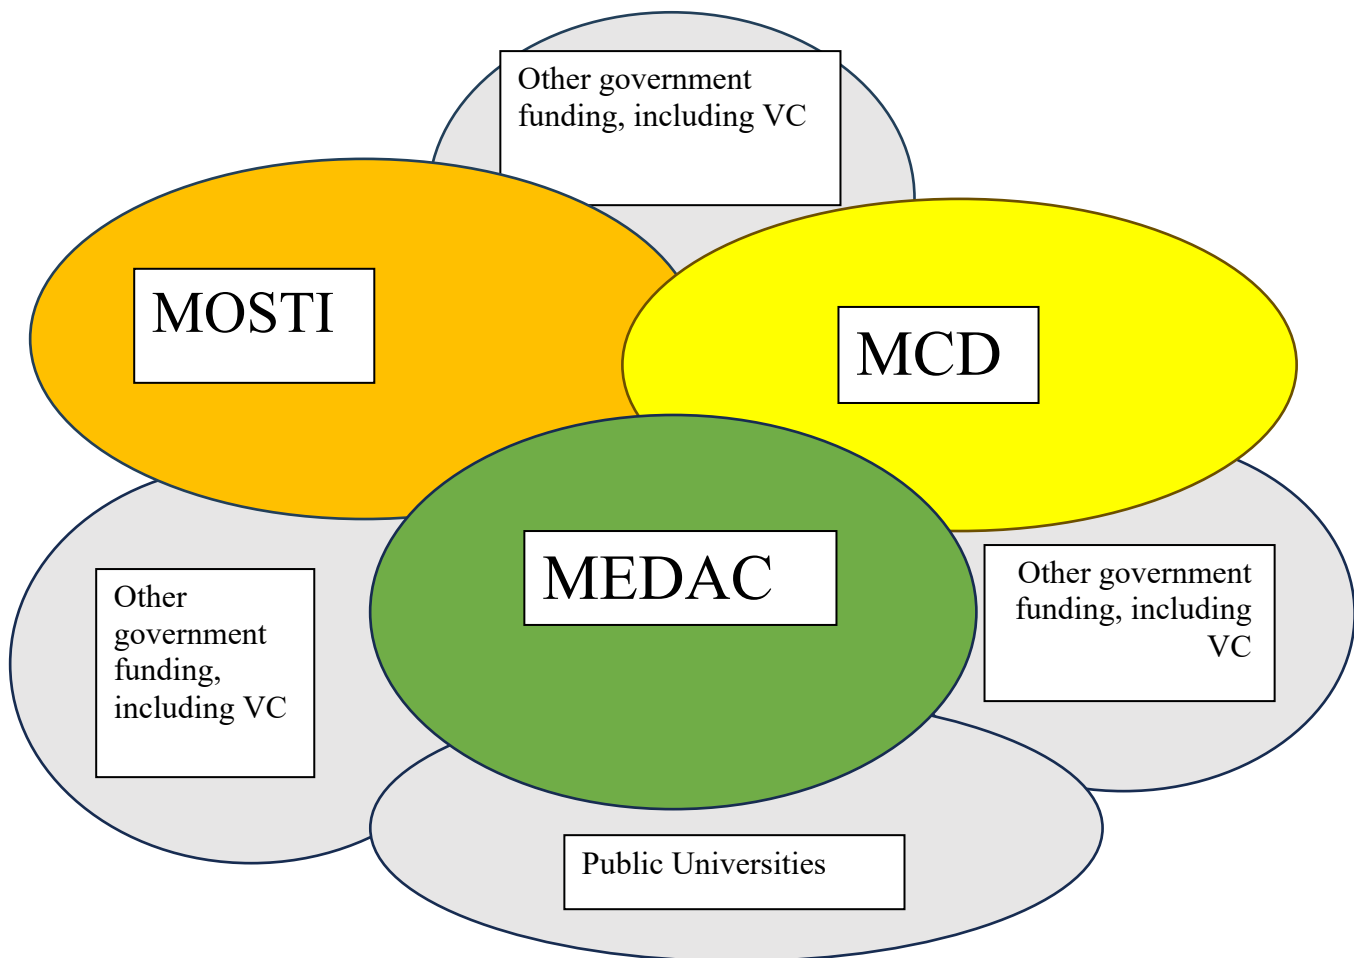 Other government
funding, including VC
MOSTI
MCD
MEDAC
Other
government
funding,
including VC
Other government
funding, including
VC
Public Universities